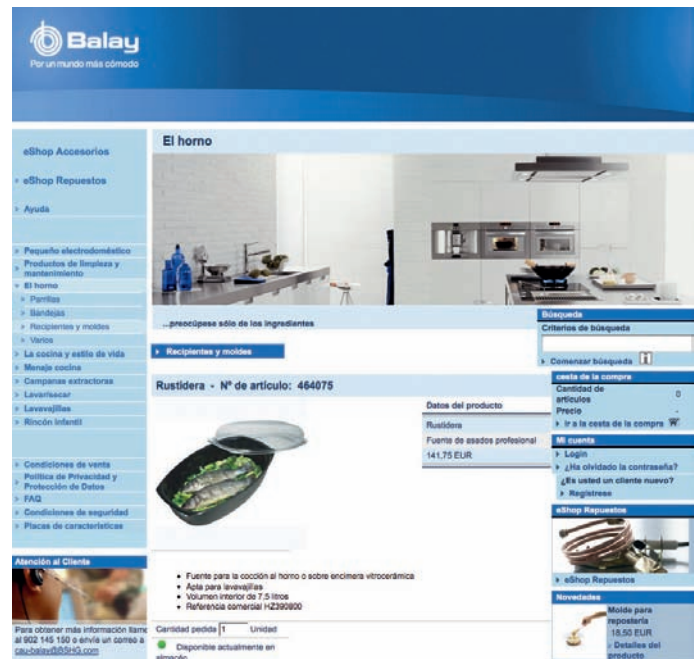 Balay
Por un mundo más cómodo
eShop Accesorios
eShop Repuestos
Ayuda
Pequeño electrodoméstico
Productos de limpieza y
mantenimiento
El horno
Parrillas
Bandejas
Recipientes y moldes
Varios
La cocina y estilo de vida
Menaje cocina
Campanas extractoras
Lavar/secar
Lavavajillas
Rincón Infantil
Condiciones de venta
Política de Privacidad y
Protección de Datos
FAQ
Condiciones de seguridad
Placas de características
Atención al Cliente
Para obtener más información llame
al 902 145 150 o envíe un correo a
cau-balay@BSHG.com
El horno
...preocúpese sólo de los ingredientes
Recipientes y moldes
Rustidera - Nº de artículo: 464075
Datos del producto
Rustidera
Fuente de asados profesional
141,75 EUR
• Fuente para la cocción al horno o sobre encimera vitrocerámica
• Apta para lavavajillas
• Volumen interior de 7,5 litros
• Referencia comercial HZ390800
Cantidad pedida 1 Unidad
Disponible actualmente en
almacén
Búsqueda
Criterios de búsqueda
Comenzar búsqueda
cesta de la compra
Cantidad de
artículos 0
Precio -
Ir a la cesta de la compra
Mi cuenta
Login
¿Ha olvidado la contraseña?
¿Es usted un cliente nuevo?
Regístrese
eShop Repuestos
eShop Repuestos
Novedades
Molde para
repostería
18,50 EUR
Detalles del
producto